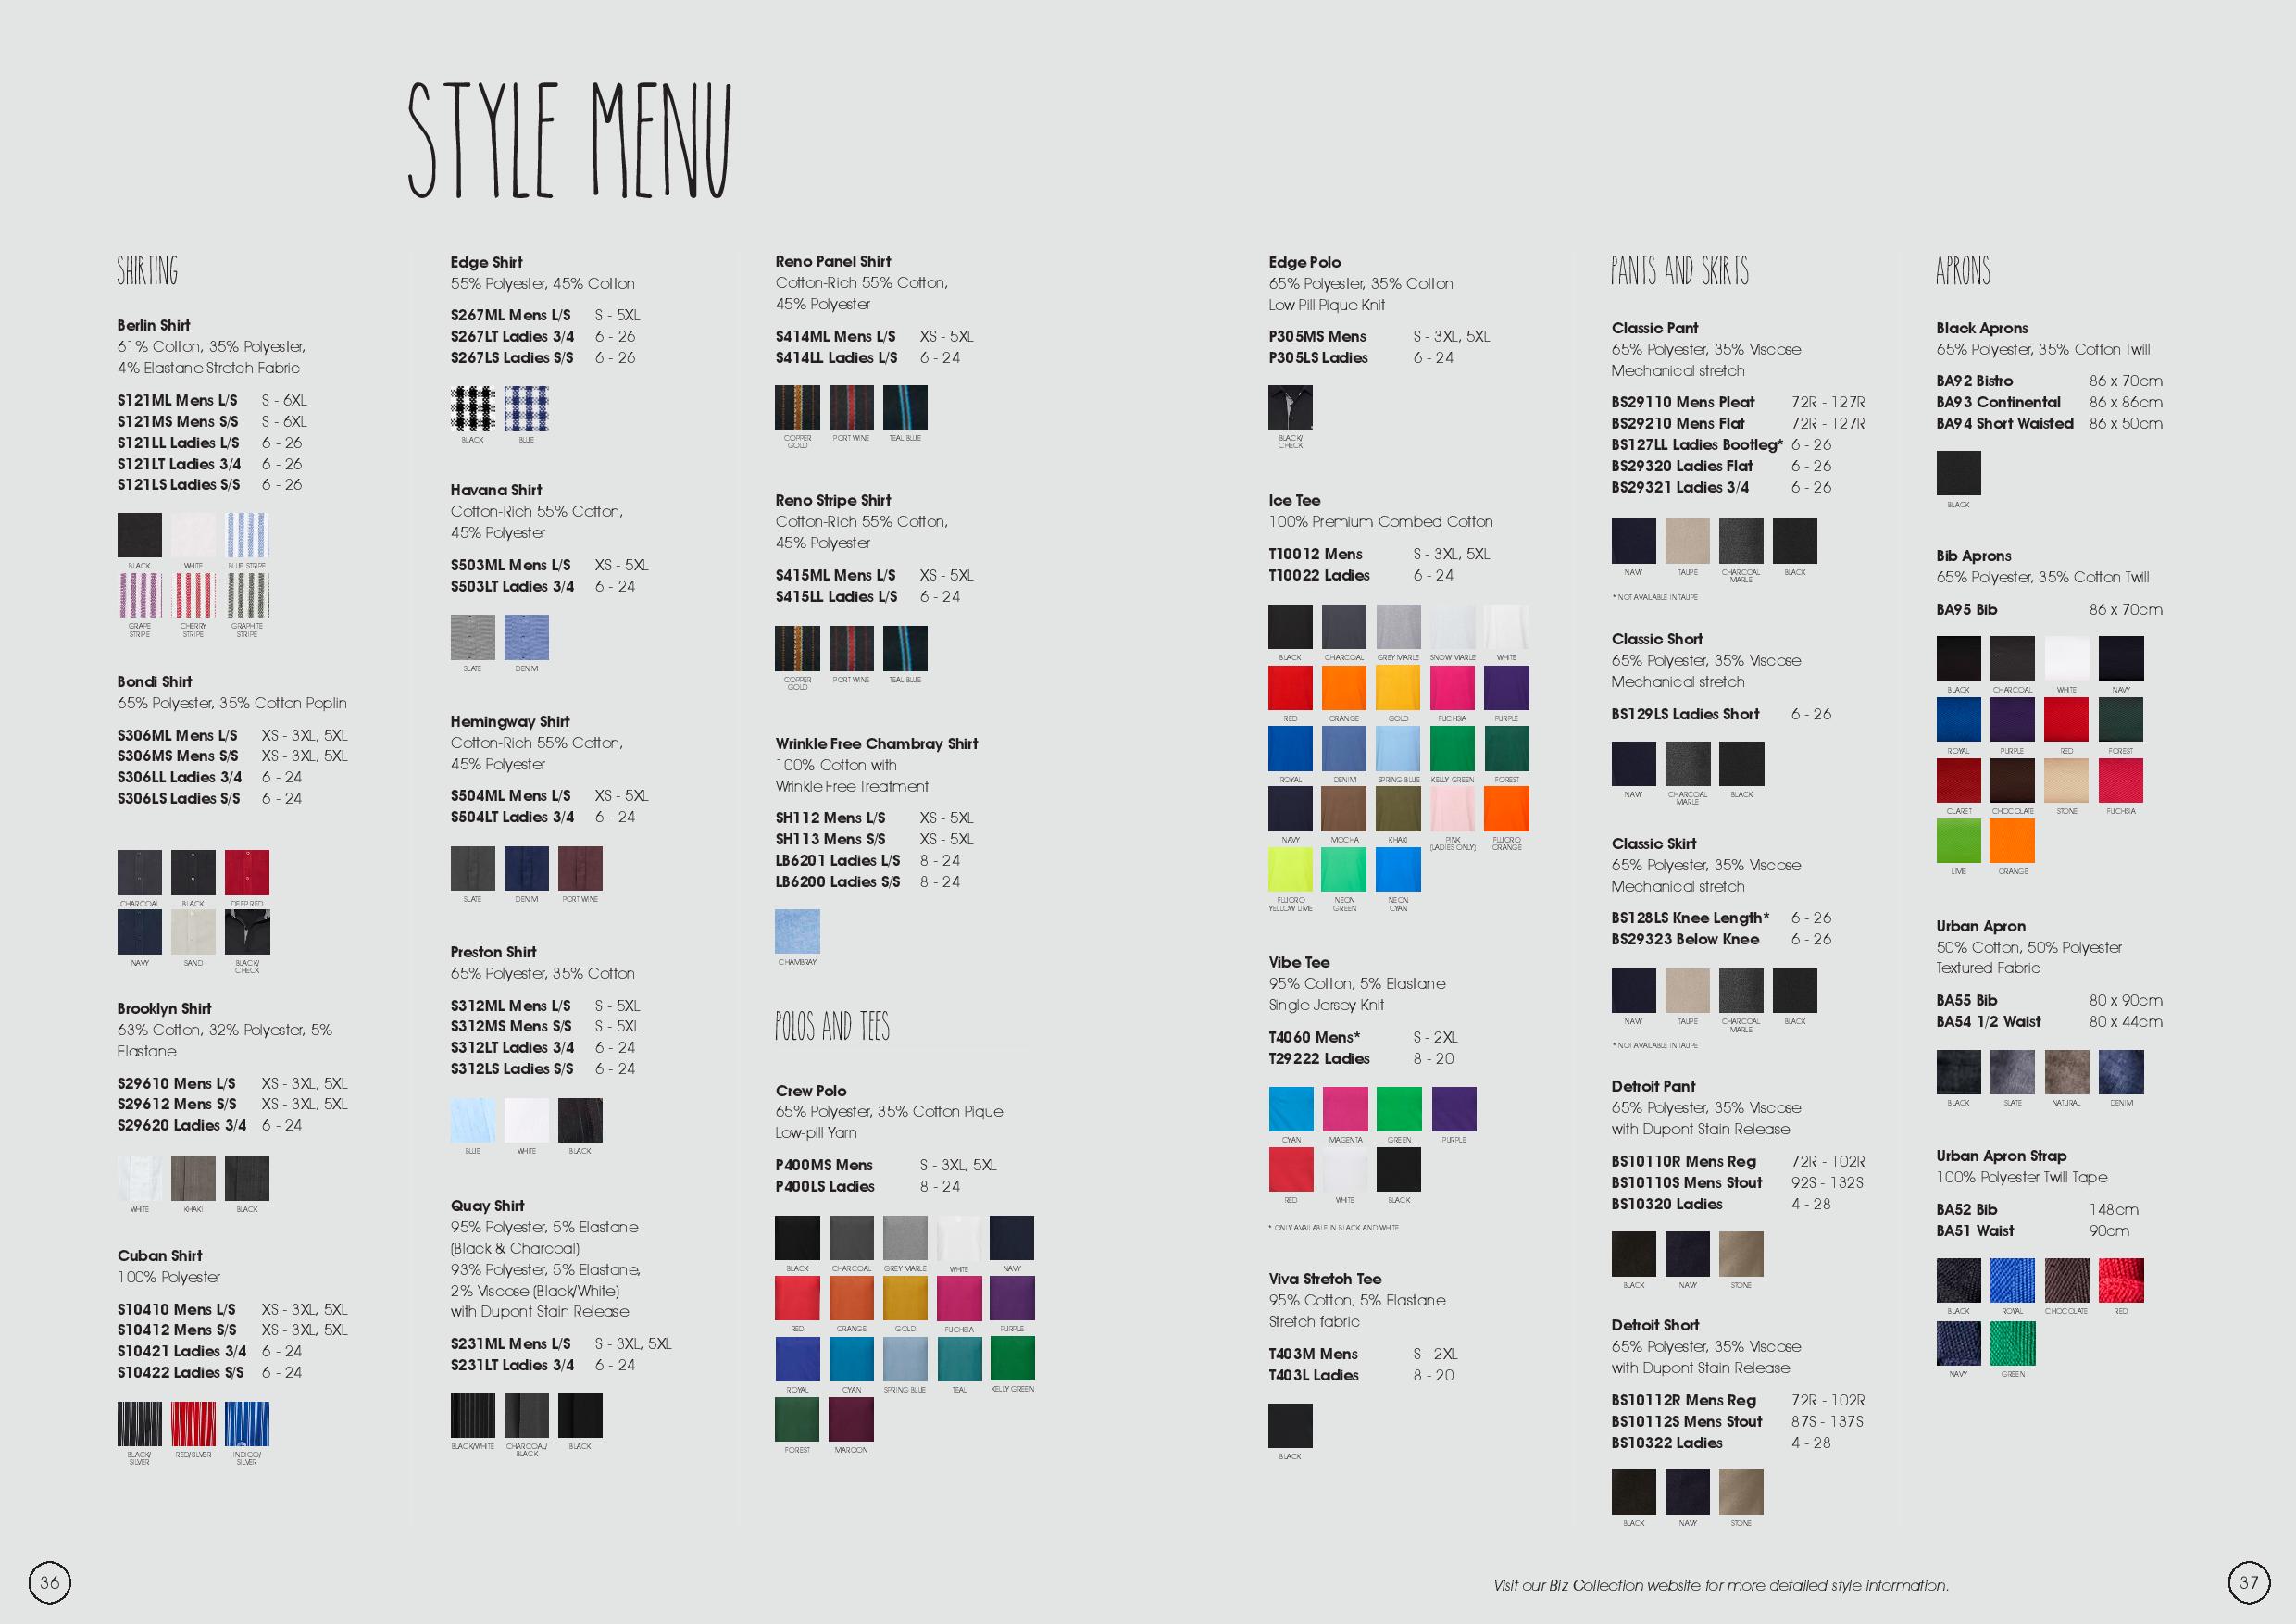 STYLE MENU
SHIRTING
Berlin Shirt
61% Cotton, 35% Polyester,
4% Elastane Stretch Fabric
S121ML Mens L/S S - 6XL
S121MS Mens S/S S - 6XL
S121LL Ladies L/S 6 - 26
S121LT Ladies 3/4 6 - 26
S121LS Ladies S/S 6 - 26
BLACK WHITE BLUE STRIPE
GRAPE STRIPE CHERRY STRIPE GRAPHITE STRIPE
Bondi Shirt
65% Polyester, 35% Cotton Poplin
S306ML Mens L/S XS - 3XL, 5XL
S306MS Mens S/S XS - 3XL, 5XL
S306LL Ladies 3/4 6 - 24
S306LS Ladies S/S 6 - 24
CHARCOAL BLACK DEEP RED
NAVY SAND BLACK/ CHECK
Brooklyn Shirt
63% Cotton, 32% Polyester, 5%
Elastane
S29610 Mens L/S XS - 3XL, 5XL
S29612 Mens S/S XS - 3XL, 5XL
S29620 Ladies 3/4 6 - 24
WHITE KHAKI BLACK
Cuban Shirt
100% Polyester
S10410 Mens L/S XS - 3XL, 5XL
S10412 Mens S/S XS - 3XL, 5XL
S10421 Ladies 3/4 6 - 24
S10422 Ladies S/S 6 - 24
BLACK/ SILVER RED/SILVER INDIGO/ SILVER
Edge Shirt
55% Polyester, 45% Cotton
S267ML Mens L/S S - 5XL
S267LT Ladies 3/4 6 - 26
S267LS Ladies S/S 6 - 26
BLACK BLUE
Havana Shirt
Cotton-Rich 55% Cotton,
45% Polyester
S503ML Mens L/S XS - 5XL
S503LT Ladies 3/4 6 - 24
SLATE DENIM
Hemingway Shirt
Cotton-Rich 55% Cotton,
45% Polyester
S504ML Mens L/S XS - 5XL
S504LT Ladies 3/4 6 - 24
SLATE DENIM PORT WINE
Preston Shirt
65% Polyester, 35% Cotton
S312ML Mens L/S S - 5XL
S312MS Mens S/S S - 5XL
S312LT Ladies 3/4 6 - 24
S312LS Ladies S/S 6 - 24
BLUE WHITE BLACK
Quay Shirt
95% Polyester, 5% Elastane
(Black & Charcoal)
93% Polyester, 5% Elastane,
2% Viscose (Black/White)
with Dupont Stain Release
S231ML Mens L/S S - 3XL, 5XL
S231LT Ladies 3/4 6 - 24
BLACK/WHITE CHARCOAL/ BLACK BLACK
Reno Panel Shirt
Cotton-Rich 55% Cotton,
45% Polyester
S414ML Mens L/S XS - 5XL
S414LL Ladies L/S 6 - 24
COPPER GOLD PORT WINE TEAL BLUE
Reno Stripe Shirt
Cotton-Rich 55% Cotton,
45% Polyester
S415ML Mens L/S XS - 5XL
S415LL Ladies L/S 6 - 24
COPPER GOLD PORT WINE TEAL BLUE
Wrinkle Free Chambray Shirt
100% Cotton with
Wrinkle Free Treatment
SH112 Mens L/S XS - 5XL
SH113 Mens S/S XS - 5XL
LB6201 Ladies L/S 8 - 24
LB6200 Ladies S/S 8 - 24
CHAMBRAY
POLOS AND TEES
Crew Polo
65% Polyester, 35% Cotton Pique
Low-pill Yarn
P400MS Mens S - 3XL, 5XL
P400LS Ladies 8 - 24
BLACK CHARCOAL GREY MARLE WHITE NAVY
RED ORANGE GOLD FUCHSIA PURPLE
ROYAL CYAN SPRING BLUE TEAL KELLY GREEN
FOREST MAROON
Edge Polo
65% Polyester, 35% Cotton
Low Pill Pique Knit
P305MS Mens S - 3XL, 5XL
P305LS Ladies 6 - 24
BLACK/ CHECK
Ice Tee
100% Premium Combed Cotton
T10012 Mens S - 3XL, 5XL
T10022 Ladies 6 - 24
BLACK CHARCOAL GREY MARLE SNOW MARLE WHITE
RED ORANGE GOLD FUCHSIA PURPLE
ROYAL DENIM SPRING BLUE KELLY GREEN FOREST
NAVY MOCHA KHAKI PINK (LADIES ONLY) FLUORO ORANGE
FLUORO YELLOW LIME NEON GREEN NEON CYAN
Vibe Tee
95% Cotton, 5% Elastane
Single Jersey Knit
T4060 Mens* S - 2XL
T29222 Ladies 8 - 20
CYAN MAGENTA GREEN PURPLE
RED WHITE BLACK
* ONLY AVAILABLE IN BLACK AND WHITE
Viva Stretch Tee
95% Cotton, 5% Elastane
Stretch fabric
T403M Mens S - 2XL
T403L Ladies 8 - 20
BLACK
PANTS AND SKIRTS
Classic Pant
65% Polyester, 35% Viscose
Mechanical stretch
BS29110 Mens Pleat 72R - 127R
BS29210 Mens Flat 72R - 127R
BS127LL Ladies Bootleg* 6 - 26
BS29320 Ladies Flat 6 - 26
BS29321 Ladies 3/4 6 - 26
NAVY TAUPE CHARCOAL MARLE BLACK
* NOT AVAILABLE IN TAUPE
Classic Short
65% Polyester, 35% Viscose
Mechanical stretch
BS129LS Ladies Short 6 - 26
NAVY CHARCOAL MARLE BLACK
Classic Skirt
65% Polyester, 35% Viscose
Mechanical stretch
BS128LS Knee Length* 6 - 26
BS29323 Below Knee 6 - 26
NAVY TAUPE CHARCOAL MARLE BLACK
* NOT AVAILABLE IN TAUPE
Detroit Pant
65% Polyester, 35% Viscose
with Dupont Stain Release
BS10110R Mens Reg 72R - 102R
BS10110S Mens Stout 92S - 132S
BS10320 Ladies 4 - 28
BLACK NAVY STONE
Detroit Short
65% Polyester, 35% Viscose
with Dupont Stain Release
BS10112R Mens Reg 72R - 102R
BS10112S Mens Stout 87S - 137S
BS10322 Ladies 4 - 28
BLACK NAVY STONE
APRONS
Black Aprons
65% Polyester, 35% Cotton Twill
BA92 Bistro 86 x 70cm
BA93 Continental 86 x 86cm
BA94 Short Waisted 86 x 50cm
BLACK
Bib Aprons
65% Polyester, 35% Cotton Twill
BA95 Bib 86 x 70cm
BLACK CHARCOAL WHITE NAVY
ROYAL PURPLE RED FOREST
CLARET CHOCOLATE STONE FUCHSIA
LIME ORANGE
Urban Apron
50% Cotton, 50% Polyester
Textured Fabric
BA55 Bib 80 x 90cm
BA54 1/2 Waist 80 x 44cm
BLACK SLATE NATURAL DENIM
Urban Apron Strap
100% Polyester Twill Tape
BA52 Bib 148cm
BA51 Waist 90cm
BLACK ROYAL CHOCOLATE RED
NAVY GREEN
36
Visit our Biz Collection website for more detailed style information.
37